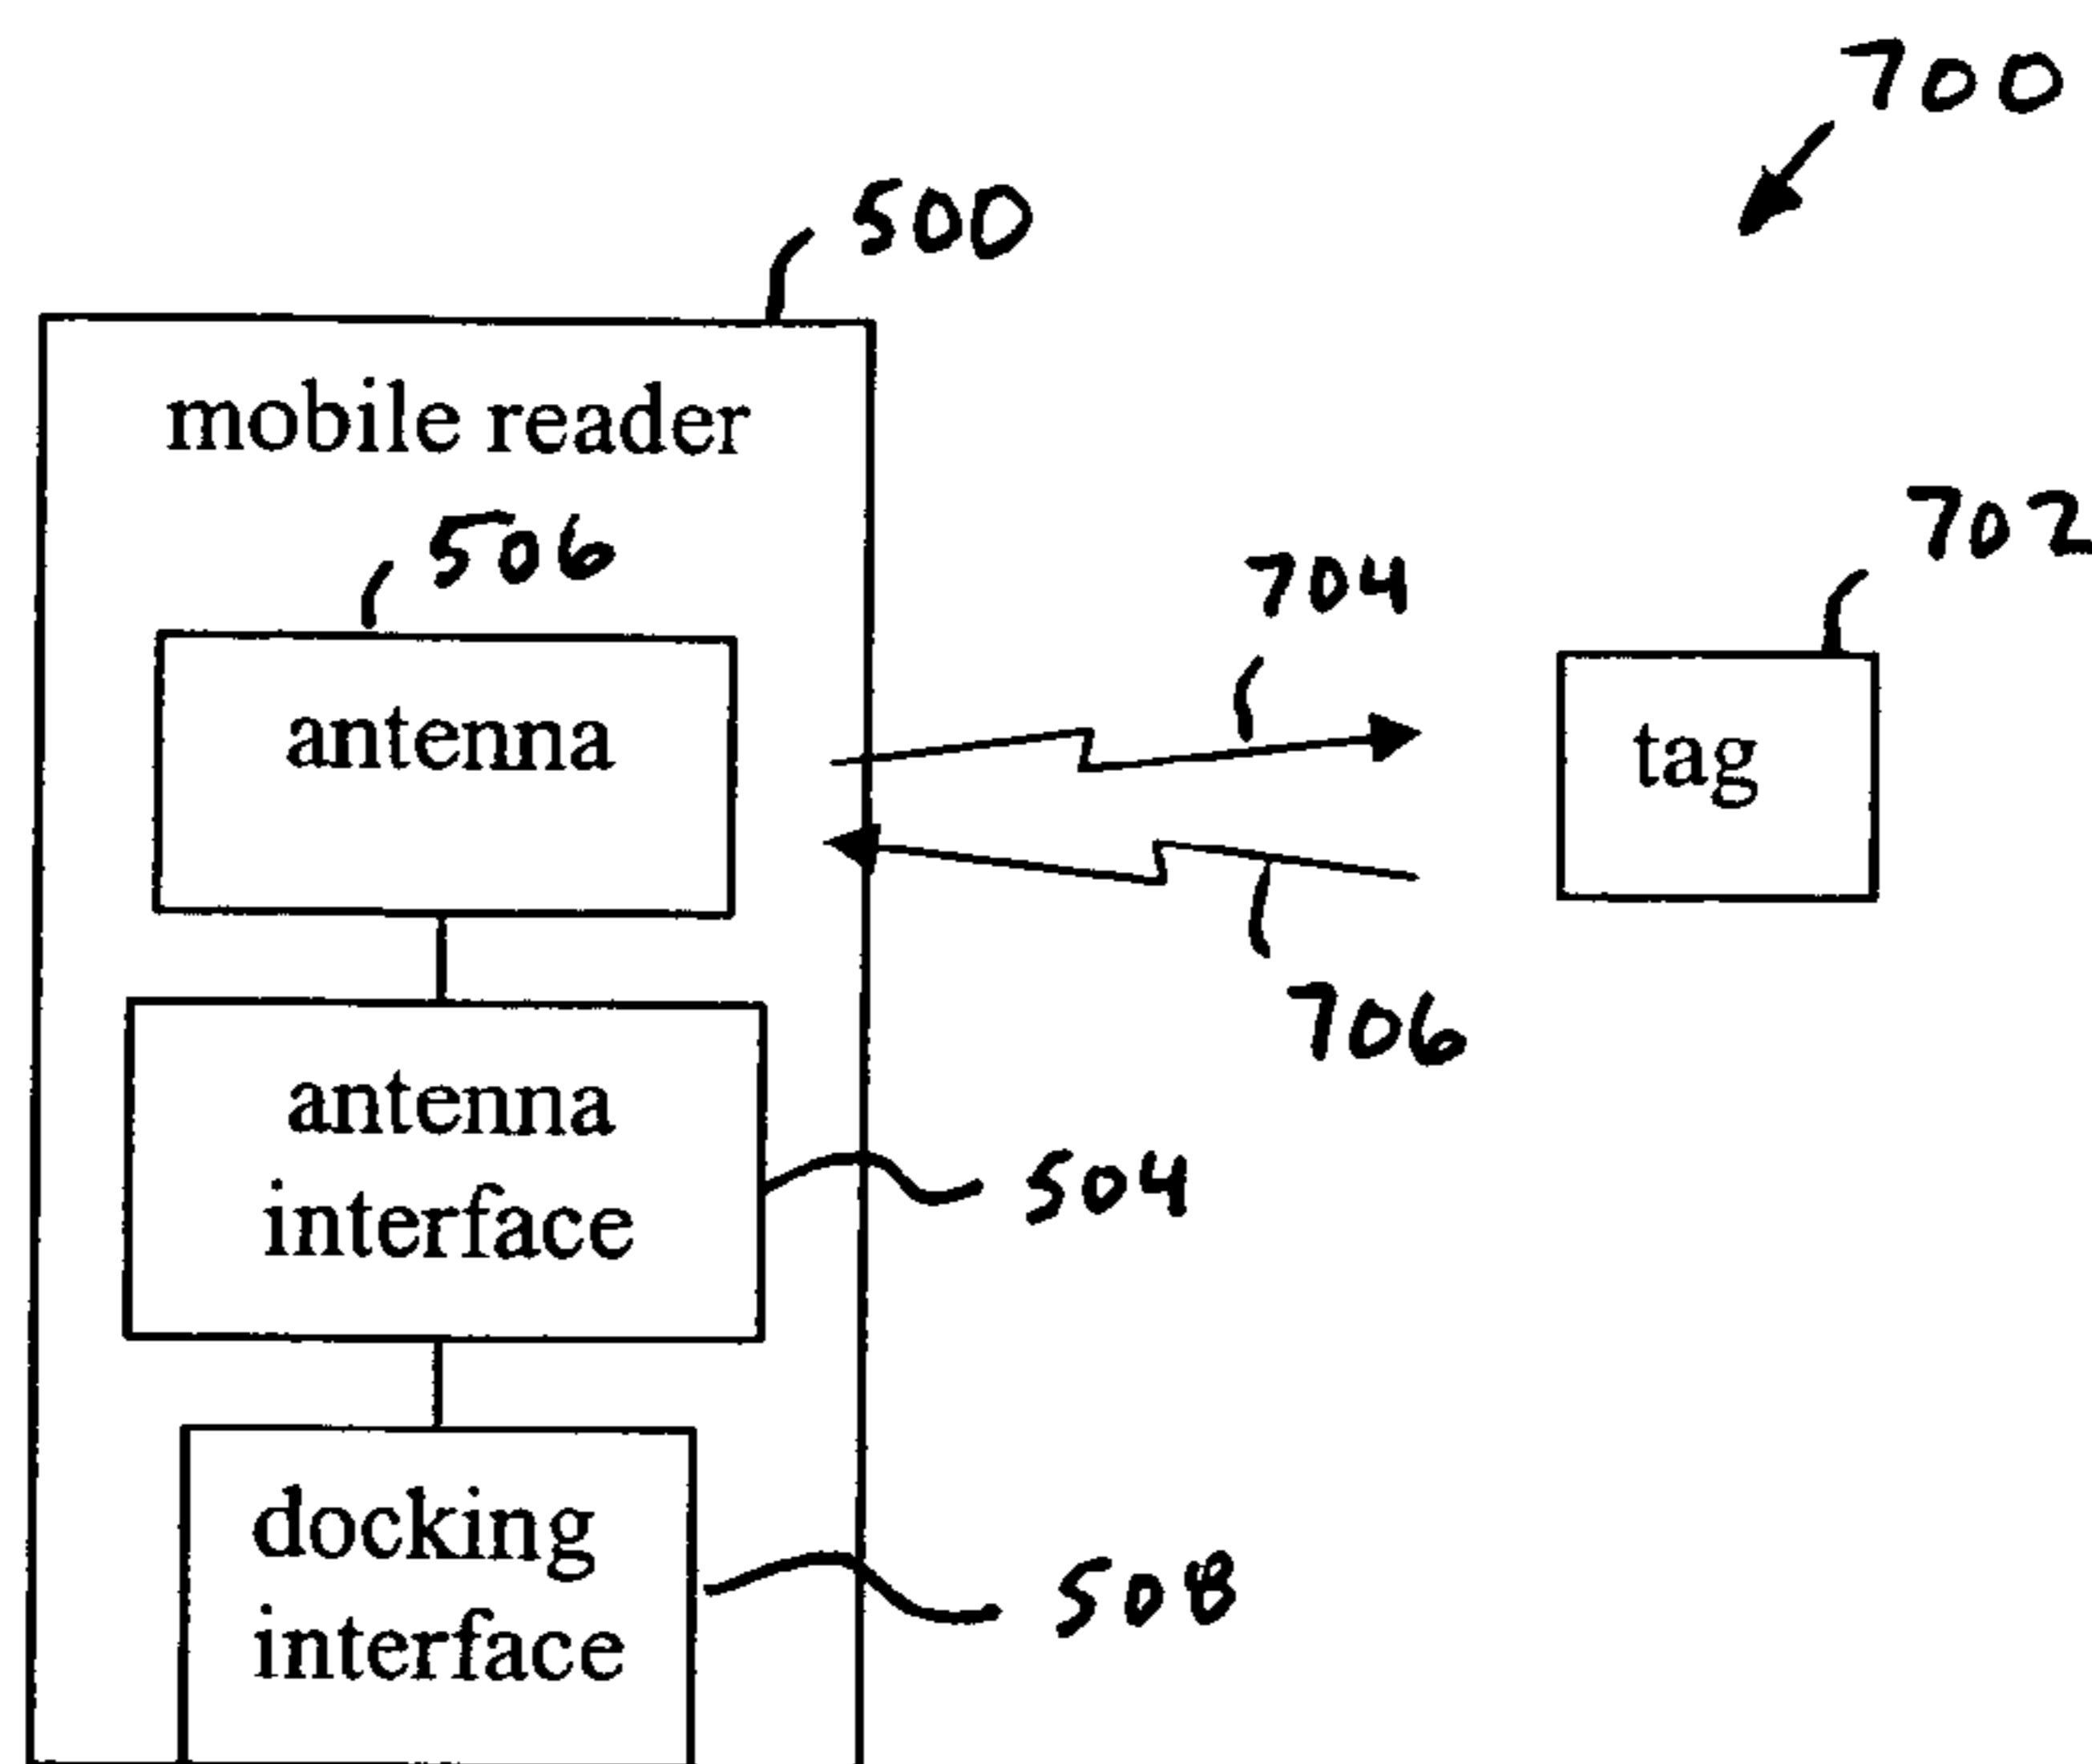 700
500
mobile reader
506
704
702
antenna
tag
706
antenna
interface
504
docking
interface
508